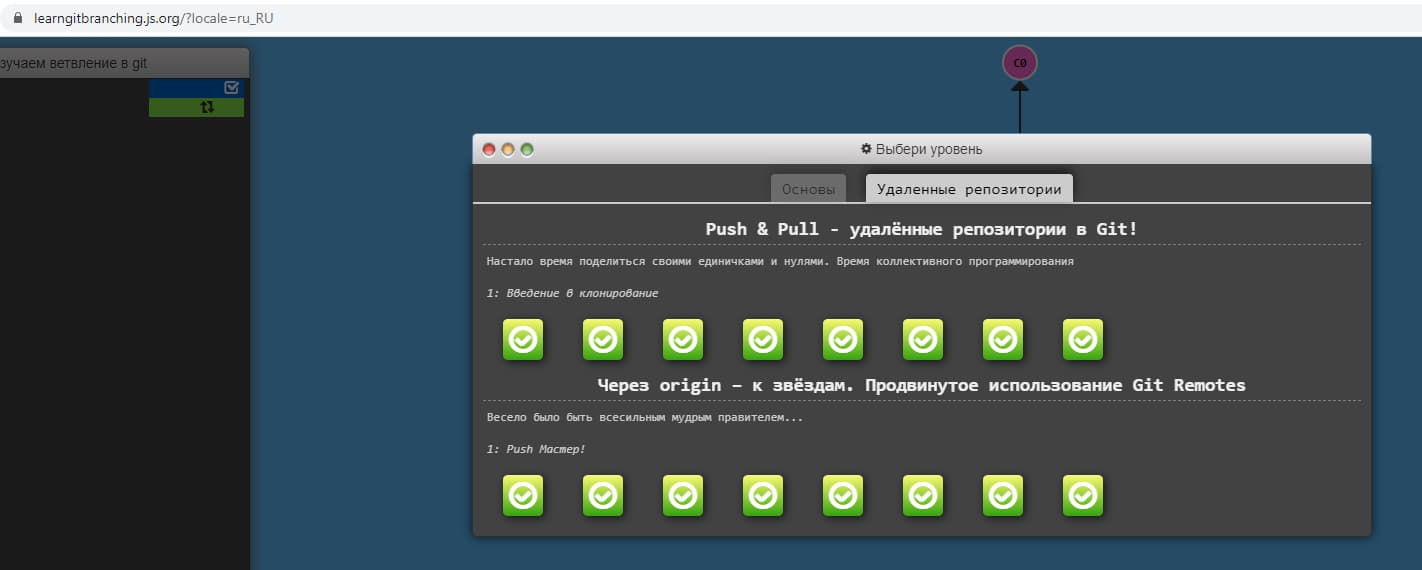 learngitbranching.js.org/?locale=ru_RU
зучаем ветвление в git
C0
Выбери уровень
Основы
Удаленные репозитории
Push & Pull - удалённые репозитории в Git!
Настало время поделиться своими единичками и нулями. Время коллективного программирования
1: Введение в клонирование
Через origin – к звёздам. Продвинутое использование Git Remotes
Весело было быть всесильным мудрым правителем...
1: Push Мастер!